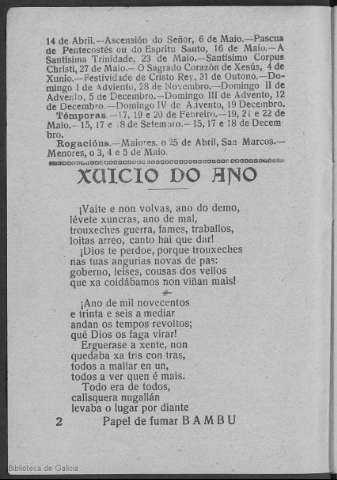 14 de Abril.—Ascensión do Señor, 6 de Maio.—Pascua
de Pentecostés ou do Espritu Santo, 16 de Maio.—A
Santísima Trinidade, 23 de Maio.—Santísimo Corpus
Christi, 27 de Maio.—O Sagrado Corazón de Xesús, 4 de
Xunio.—Festividade de Cristo Rey, 31 de Outono.—Do-
mingo I de Advento, 28 de Novembro.—Domingo II de
Advento, 5 de Decembro.—Domingo III de Advento, 12
de Decembro.—Domingo IV de Advento, 19 Decembro.
Témporas.—17, 19 e 20 de Febreiro.—19, 21 e 22 de
Maio.—15, 17 e 18 de Setembro.—15, 17 e 18 de Decem-
bro.
Rogacións.—Maiores, o 25 de Abril, San Marcos.—
Menores, o 3, 4 e 5 de Maio.
XUICIO DO ANO
¡Vaite e non volvas, ano do demo,
lévete xuncras, ano de mal,
trouxeches guerra, fames, traballos,
loitas arreo, canto hai que dar!
¡Dios te perdoe, porque trouxeches
nas tuas angurias novas de pas:
goberno, leises, cousas dos vellos
que xa coidábamos non viñan mais!
¡Ano de mil novecentos
e trinta e seis a mediar
andan os tempos revoltos;
qué Dios os faga virar!
Erguerase a xente, non
quedaba xa tris con tras,
todos a mallar en un,
todos a ver quen é mais.
Todo era de todos,
calisquera nugallán
levaba o lugar por diante
2 Papel de fumar BAMBU
Biblioteca de Galicia